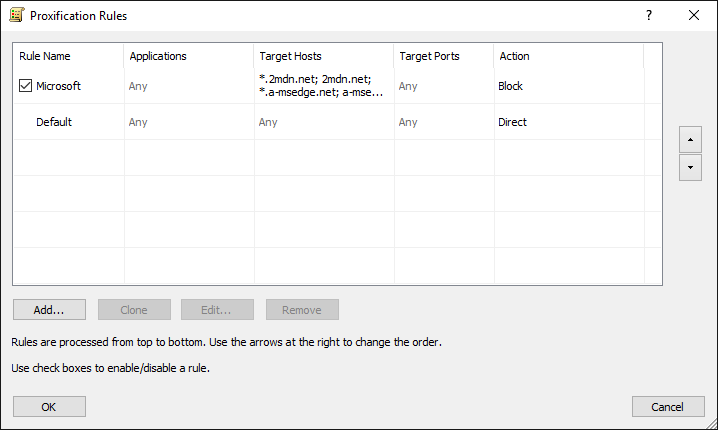 Proxification Rules
?
Rule Name Applications Target Hosts Target Ports Action
Microsoft Any *.2mdn.net; 2mdn.net; Any Block
*.a-msedge.net; a-mse...
Default Any Any Any Direct
Add... Clone Edit... Remove
Rules are processed from top to bottom. Use the arrows at the right to change the order.
Use check boxes to enable/disable a rule.
OK Cancel